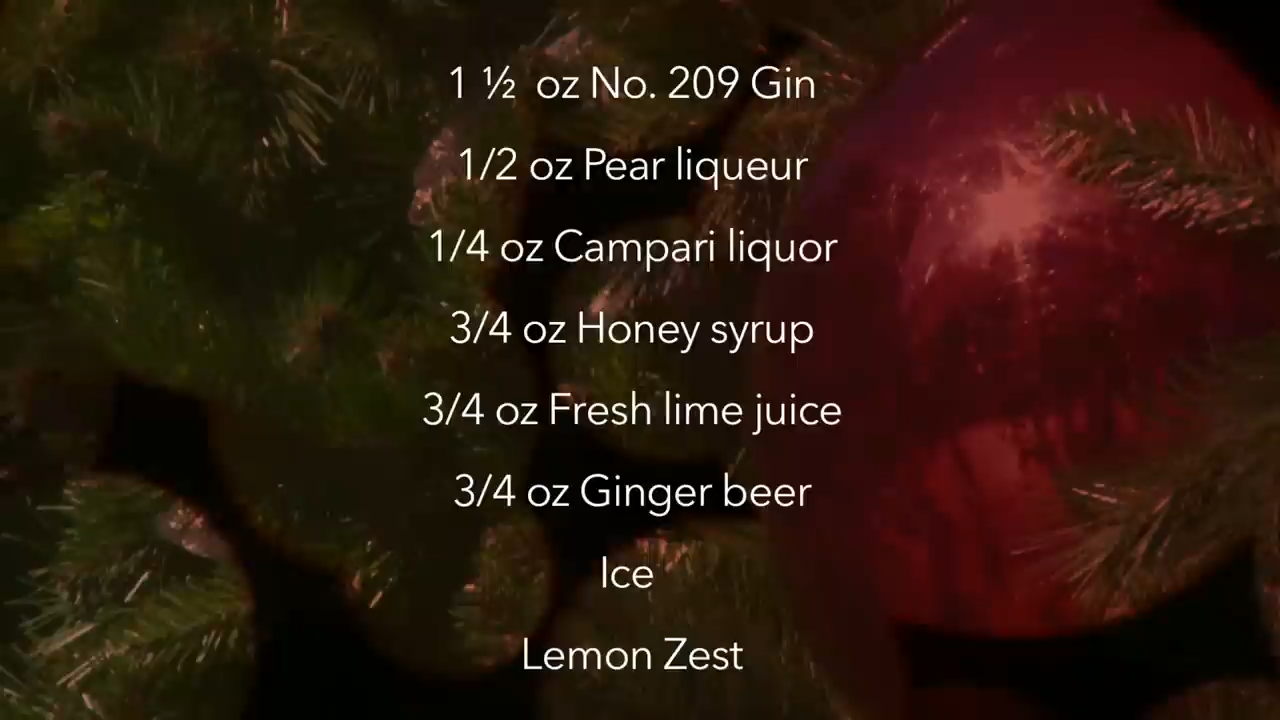 1 ½ oz No. 209 Gin
1/2 oz Pear liqueur
1/4 oz Campari liquor
3/4 oz Honey syrup
3/4 oz Fresh lime juice
3/4 oz Ginger beer
Ice
Lemon Zest